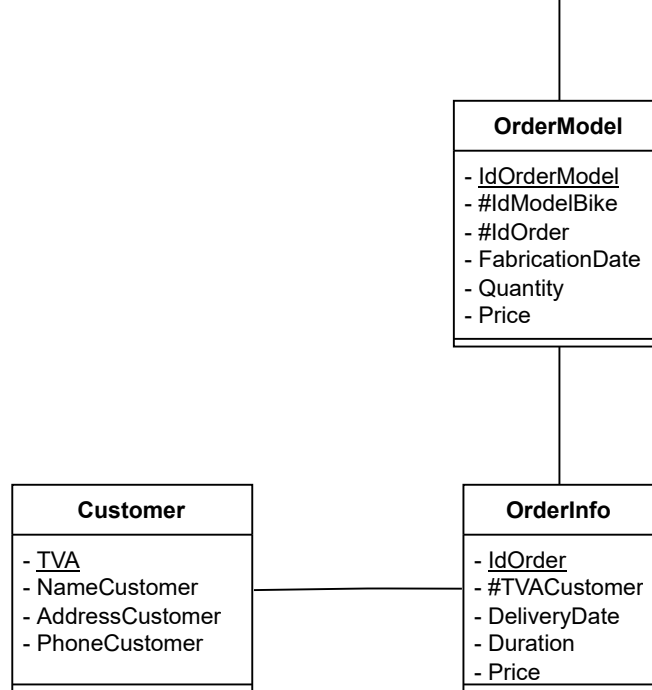 OrderModel
- IdOrderModel
- #IdModelBike
- #IdOrder
- FabricationDate
- Quantity
- Price
Customer
- TVA
- NameCustomer
- AddressCustomer
- PhoneCustomer
OrderInfo
- IdOrder
- #TVACustomer
- DeliveryDate
- Duration
- Price